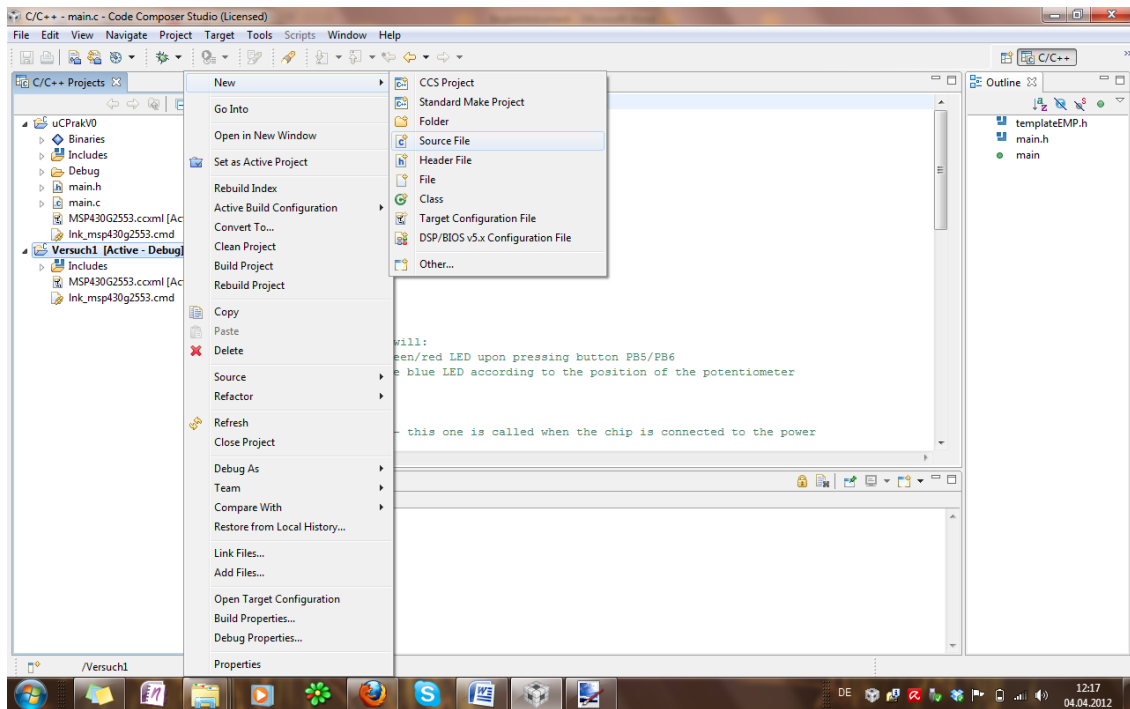 C/C++ - main.c - Code Composer Studio (Licensed)
File Edit View Navigate Project Target Tools Scripts Window Help
C/C++
C/C++ Projects
uCPrakV0
Binaries
Includes
Debug
main.h
main.c
MSP430G2553.ccxml [Ac
lnk_msp430g2553.cmd
Versuch1 [Active - Debug]
Includes
MSP430G2553.ccxml [Ac
lnk_msp430g2553.cmd
New
Go Into
Open in New Window
Set as Active Project
Rebuild Index
Active Build Configuration
Convert To...
Clean Project
Build Project
Rebuild Project
Copy
Paste
Delete
Source
Refactor
Refresh
Close Project
Debug As
Team
Compare With
Restore from Local History...
Link Files...
Add Files...
Open Target Configuration
Build Properties...
Debug Properties...
Properties
CCS Project
Standard Make Project
Folder
Source File
Header File
File
Class
Target Configuration File
DSP/BIOS v5.x Configuration File
Other...
will:
een/red LED upon pressing button PB5/PB6
e blue LED according to the position of the potentiometer
- this one is called when the chip is connected to the power
Outline
templateEMP.h
main.h
main
/Versuch1
DE
12:17
04.04.2012